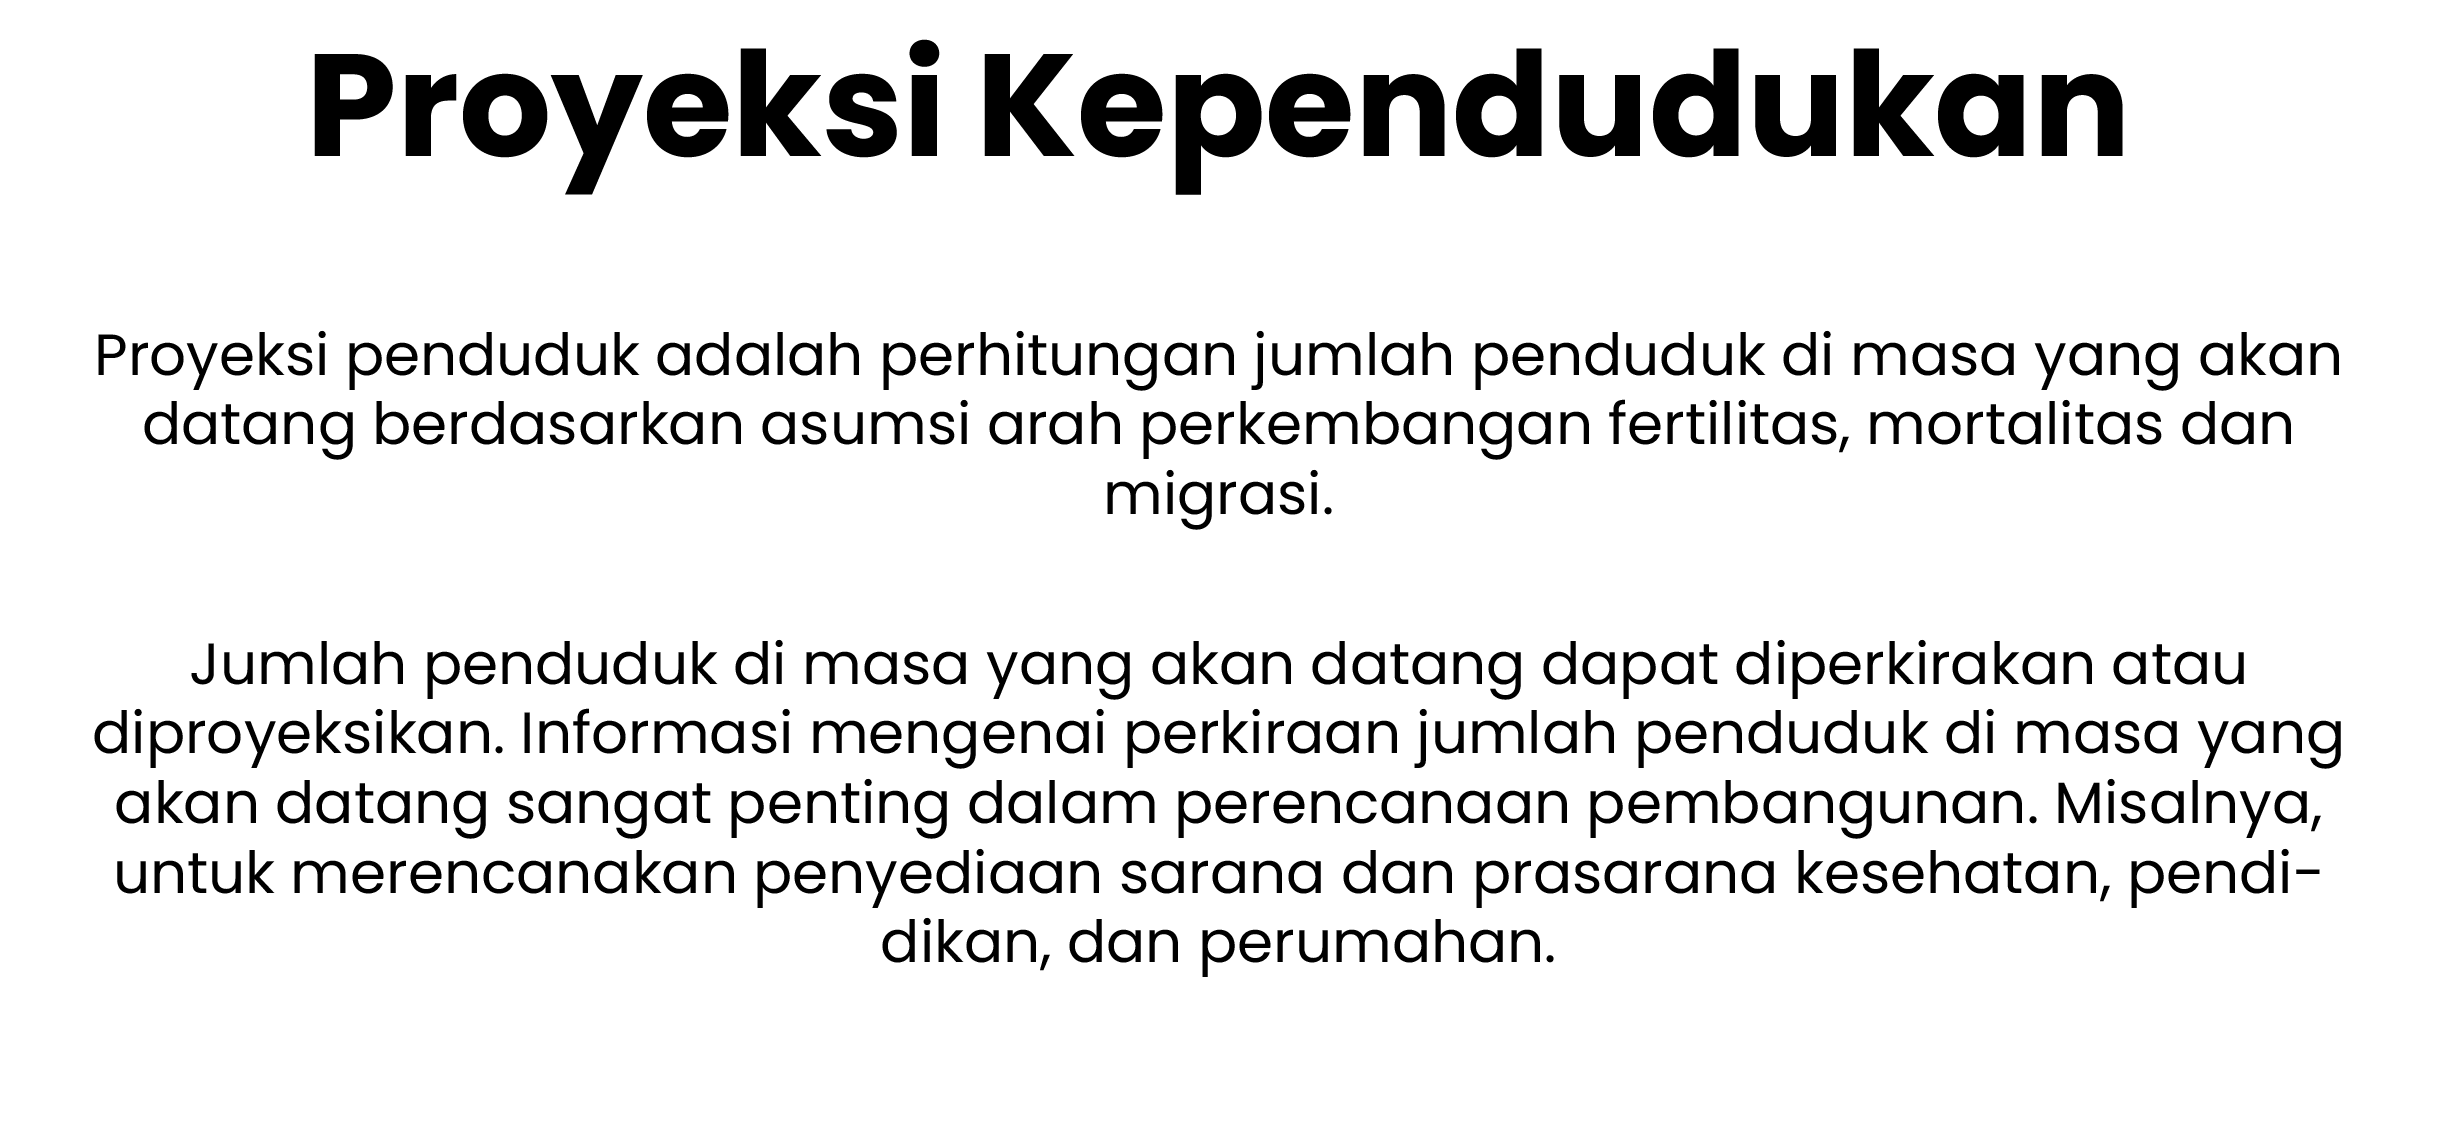 Proyeksi Kependudukan
Proyeksi penduduk adalah perhitungan jumlah penduduk di masa yang akan
datang berdasarkan asumsi arah perkembangan fertilitas, mortalitas dan
migrasi.
Jumlah penduduk di masa yang akan datang dapat diperkirakan atau
diproyeksikan. Informasi mengenai perkiraan jumlah penduduk di masa yang
akan datang sangat penting dalam perencanaan pembangunan. Misalnya,
untuk merencanakan penyediaan sarana dan prasarana kesehatan, pendi-
dikan, dan perumahan.